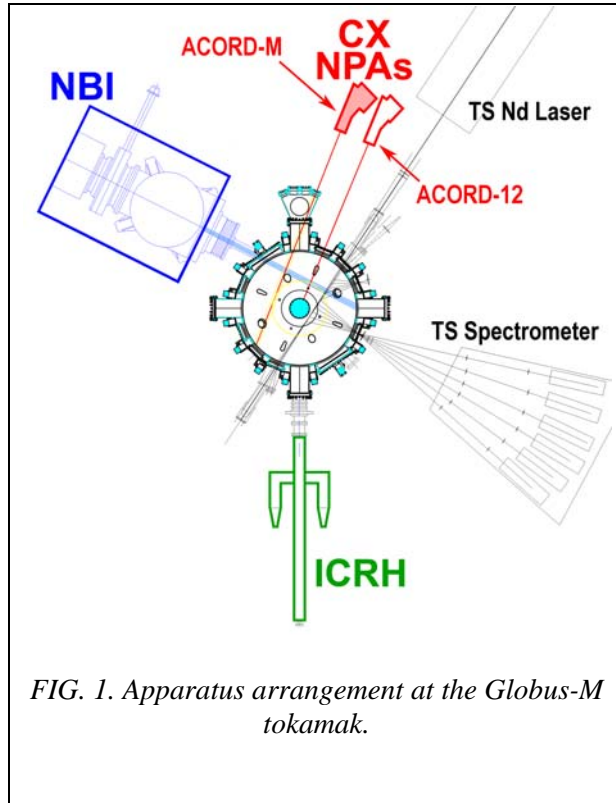 CX
NPAs
ACORD-M
NBI
TS Nd Laser
ACORD-12
TS Spectrometer
ICRH
FIG. 1. Apparatus arrangement at the Globus-M
tokamak.